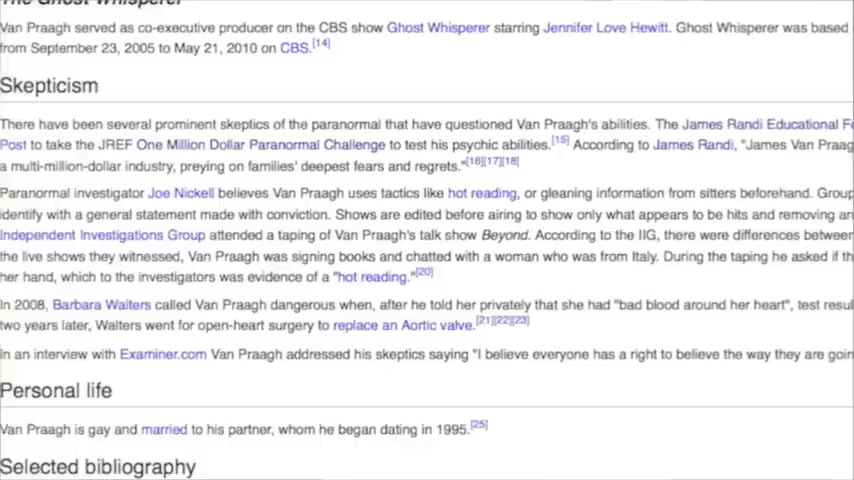 The Ghost Whisperer
Van Praagh served as co-executive producer on the CBS show Ghost Whisperer starring Jennifer Love Hewitt. Ghost Whisperer was based
from September 23, 2005 to May 21, 2010 on CBS.[14]
Skepticism
There have been several prominent skeptics of the paranormal that have questioned Van Praagh's abilities. The James Randi Educational F
Post to take the JREF One Million Dollar Paranormal Challenge to test his psychic abilities.[15] According to James Randi, "James Van Praag
a multi-million-dollar industry, preying on families' deepest fears and regrets."[16][17][18]
Paranormal investigator Joe Nickell believes Van Praagh uses tactics like hot reading, or gleaning information from sitters beforehand. Group
identify with a general statement made with conviction. Shows are edited before airing to show only what appears to be hits and removing an
Independent Investigations Group attended a taping of Van Praagh's talk show Beyond. According to the IIG, there were differences between
the live shows they witnessed, Van Praagh was signing books and chatted with a woman who was from Italy. During the taping he asked if th
her hand, which to the investigators was evidence of a "hot reading."[20]
In 2008, Barbara Walters called Van Praagh dangerous when, after he told her privately that she had "bad blood around her heart", test resul
two years later, Walters went for open-heart surgery to replace an Aortic valve.[21][22][23]
In an interview with Examiner.com Van Praagh addressed his skeptics saying "I believe everyone has a right to believe the way they are goin
Personal life
Van Praagh is gay and married to his partner, whom he began dating in 1995.[25]
Selected bibliography